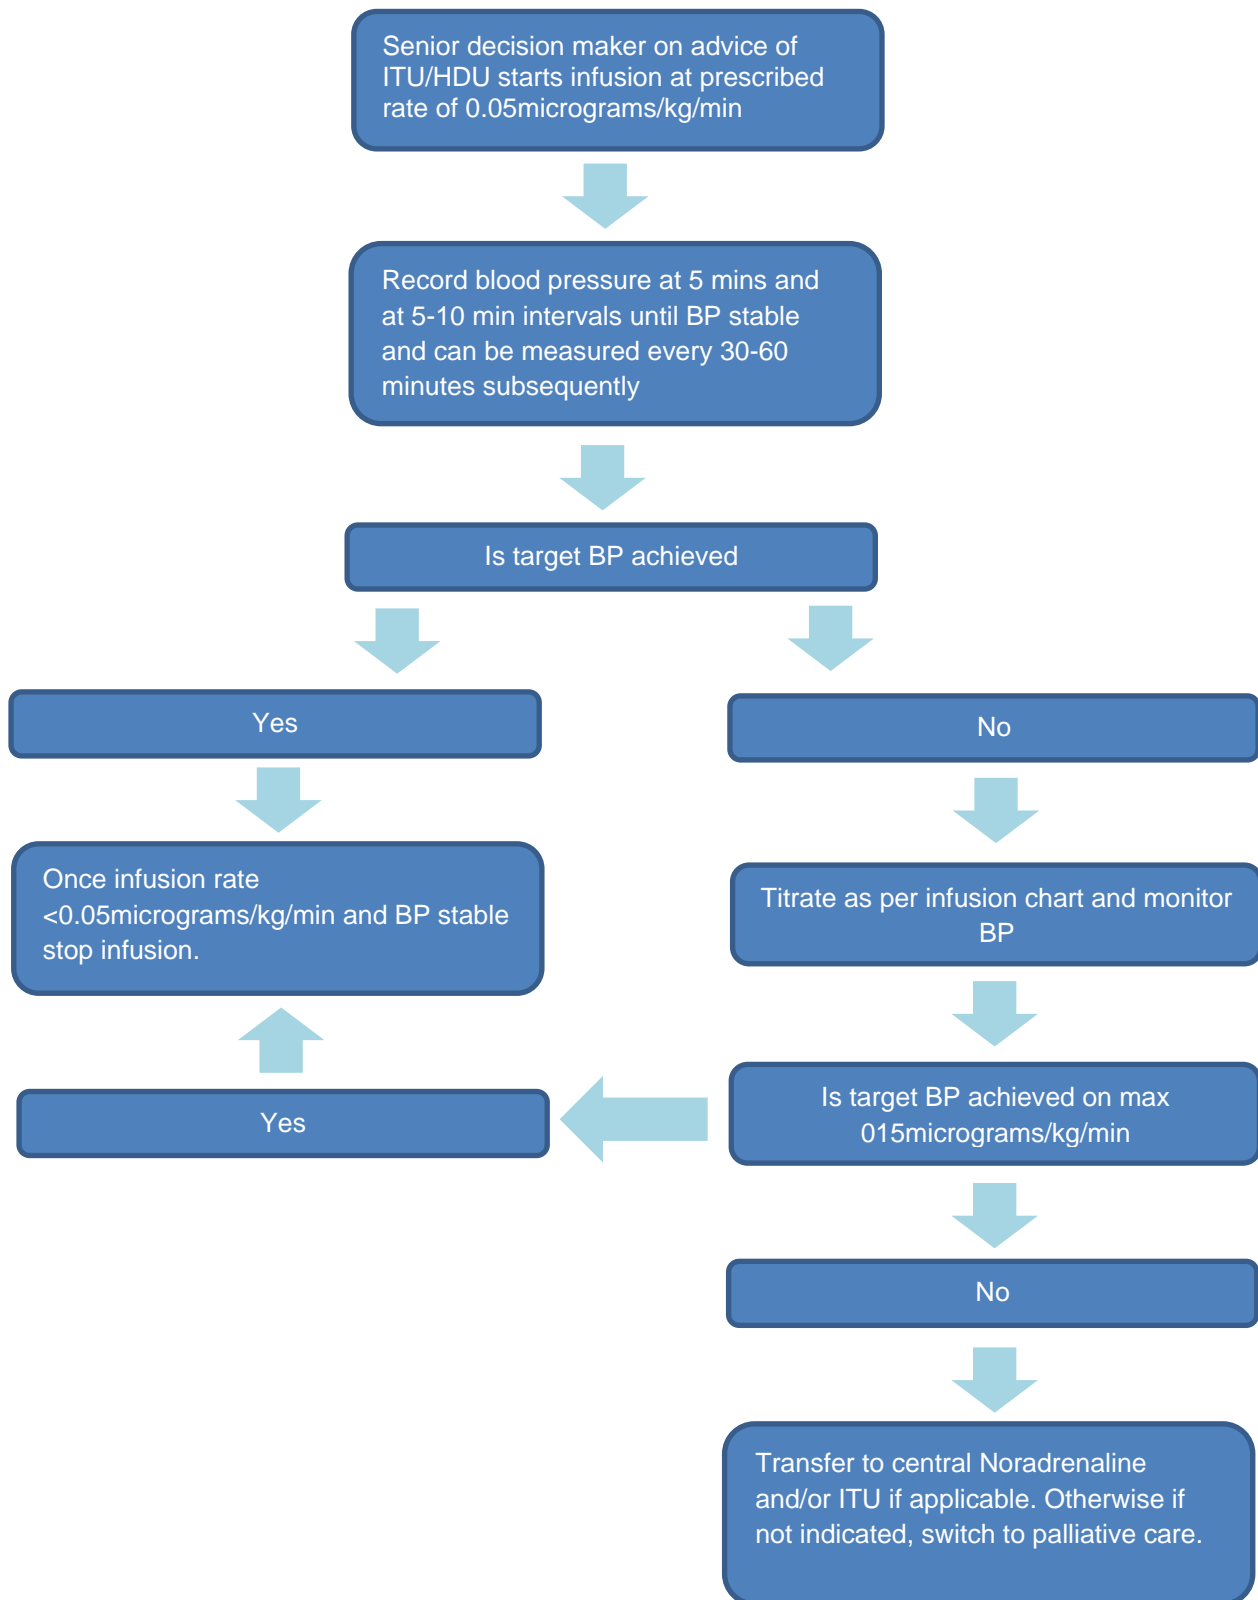 Senior decision maker on advice of
ITU/HDU starts infusion at prescribed
rate of 0.05micrograms/kg/min
Record blood pressure at 5 mins and
at 5-10 min intervals until BP stable
and can be measured every 30-60
minutes subsequently
Is target BP achieved
Yes
No
Once infusion rate
<0.05micrograms/kg/min and BP stable
stop infusion.
Titrate as per infusion chart and monitor
BP
Yes
Is target BP achieved on max
015micrograms/kg/min
No
Transfer to central Noradrenaline
and/or ITU if applicable. Otherwise if
not indicated, switch to palliative care.